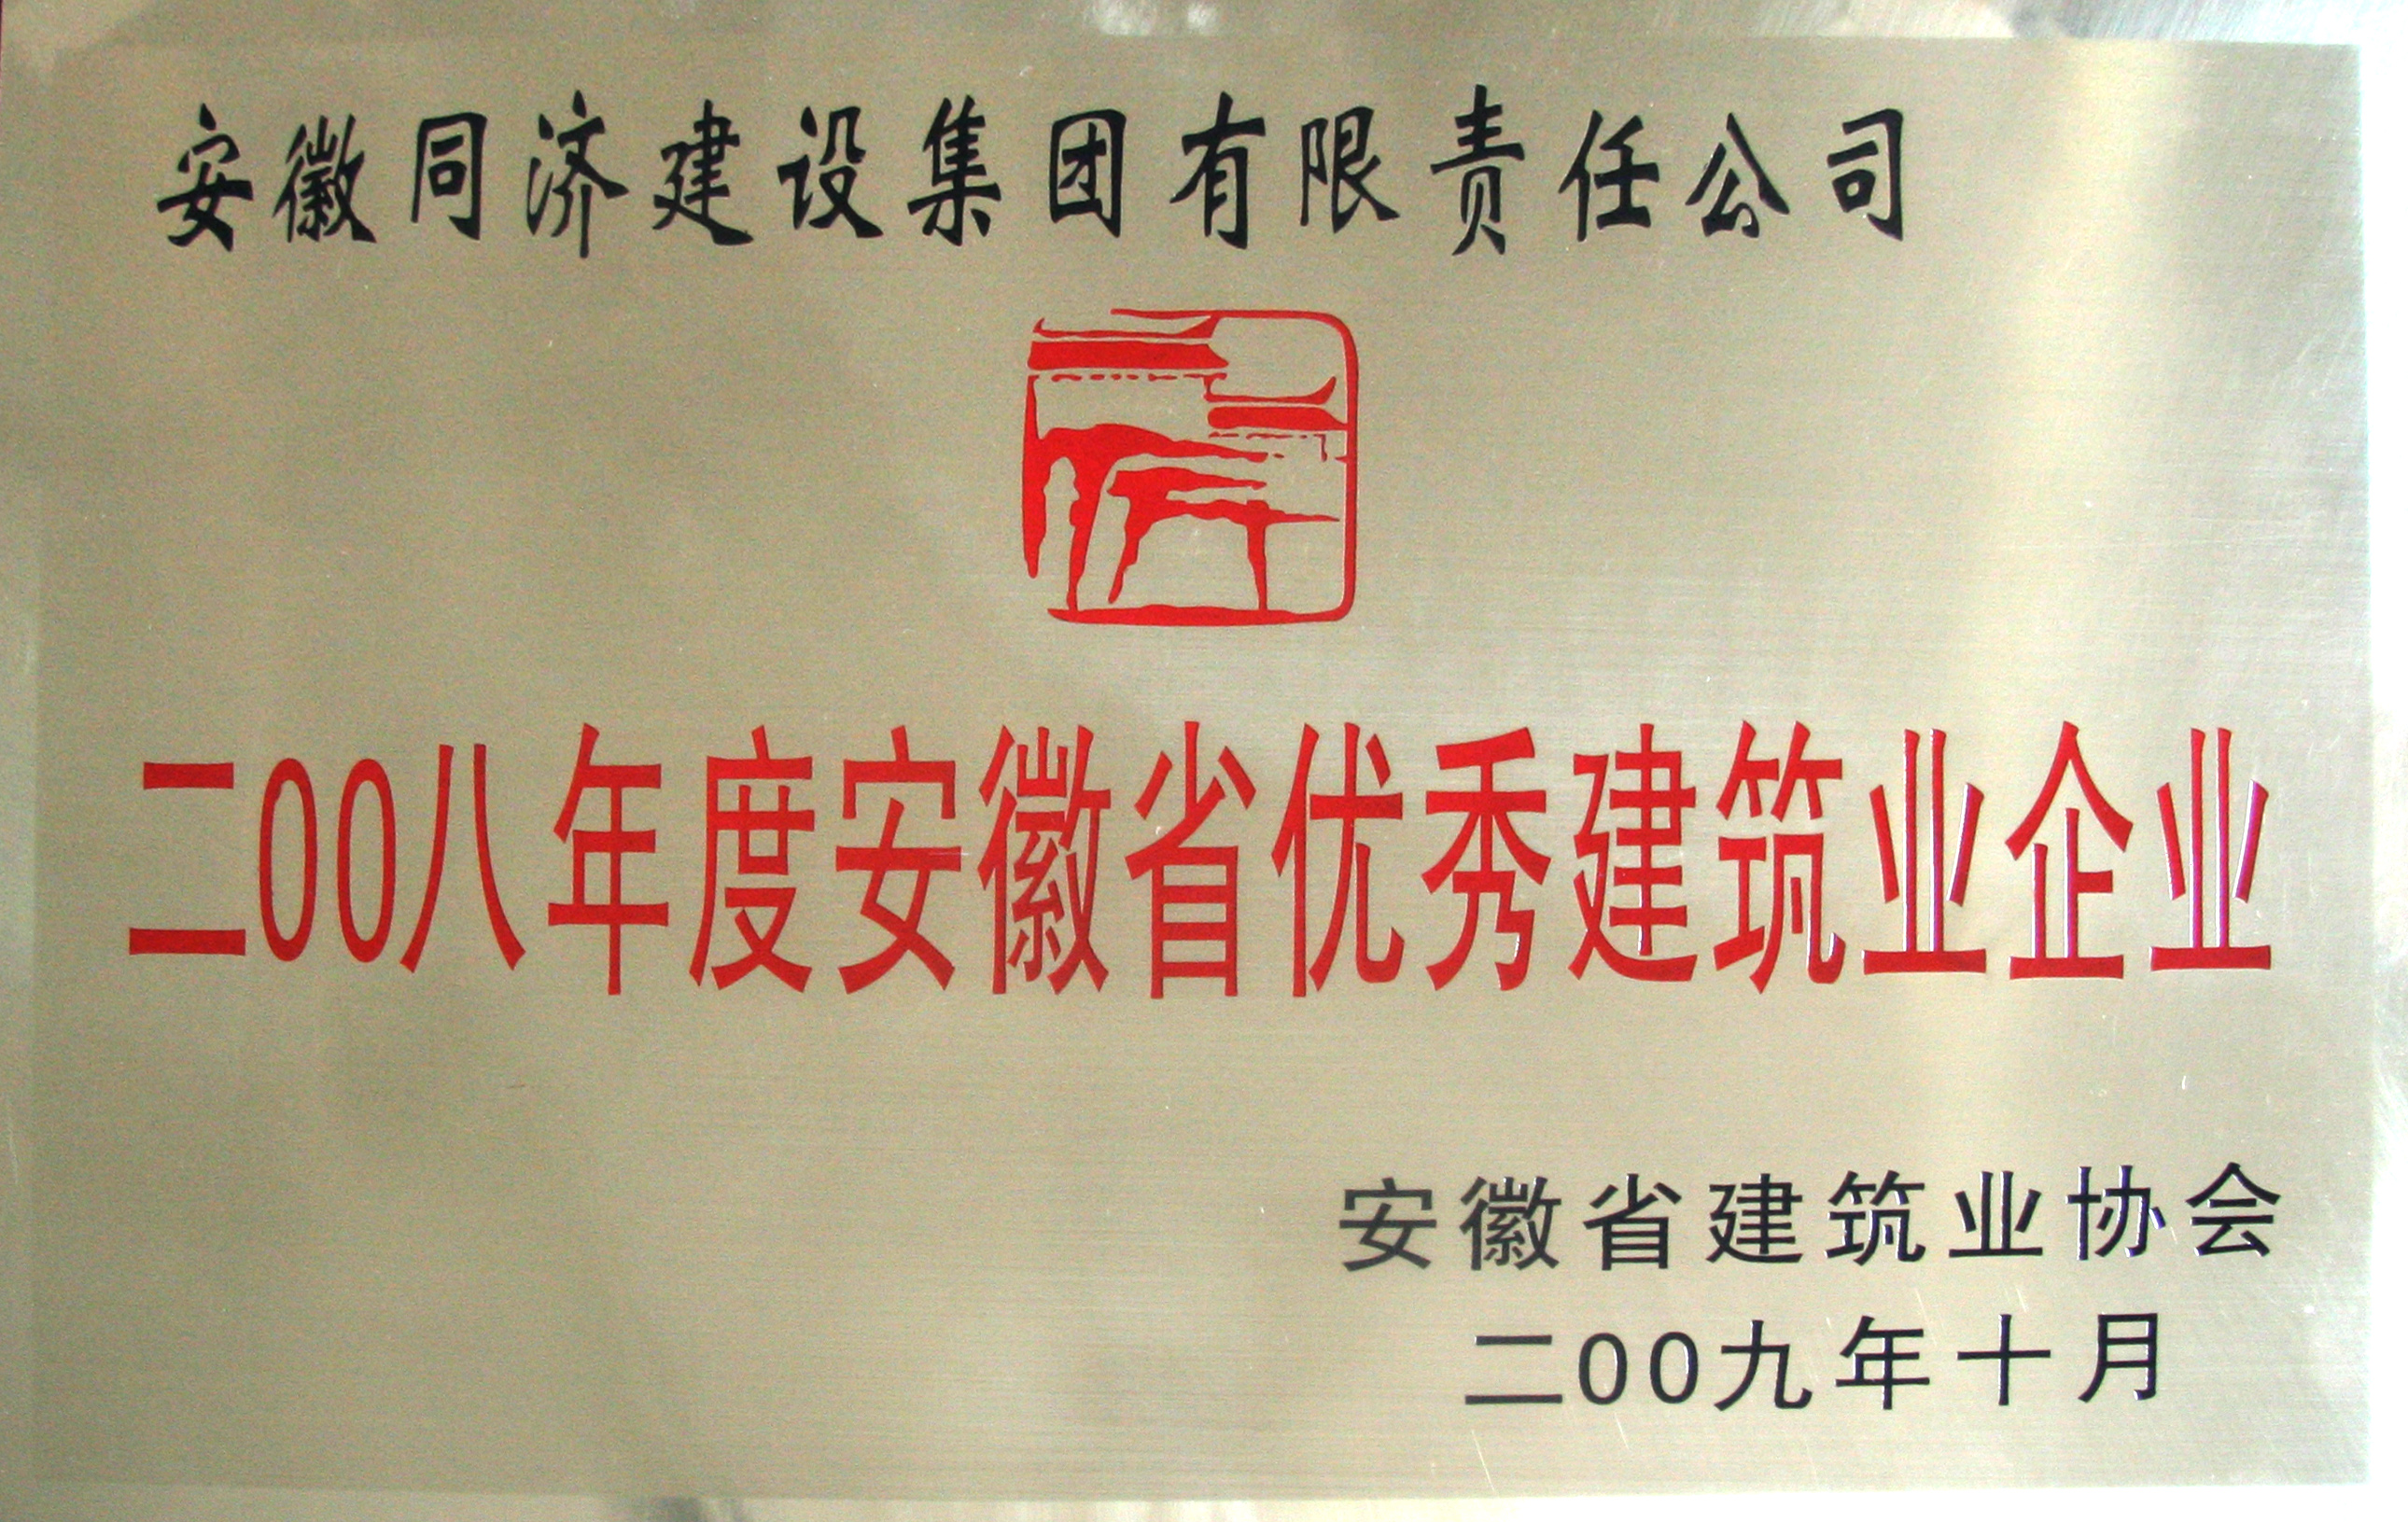 安徽同济建设集团有限责任公司
二00八年度安徽省优秀建筑业企业
安徽省建筑业协会
二00九年十月